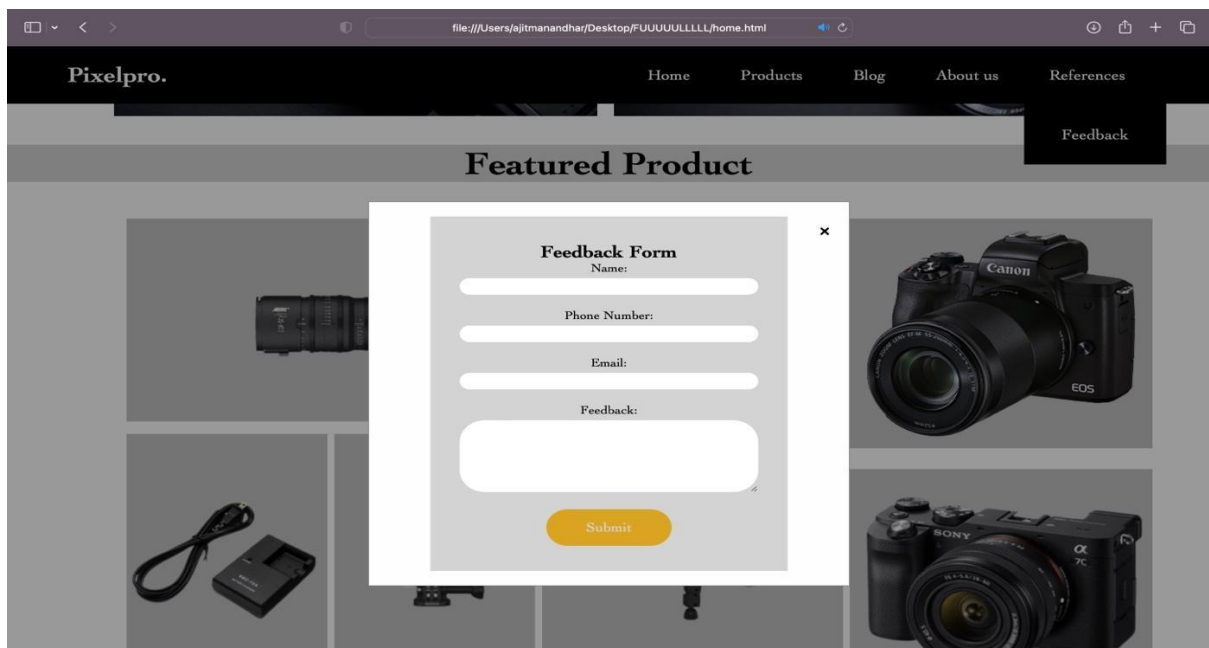 file:///Users/ajitmanandhar/Desktop/FUUUUULLLLL/home.html
Pixelpro.
Home Products Blog About us References
Feedback
Featured Product
Feedback Form
Name:
Phone Number:
Email:
Feedback:
Submit
Canon
EOS
SONY
α
7C